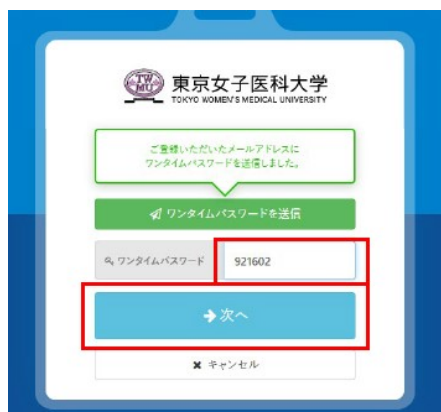 TWMU
東京女子医科大学
TOKYO WOMEN'S MEDICAL UNIVERSITY
ご登録いただいたメールアドレスに
ワンタイムパスワードを送信しました。
ワンタイムパスワードを送信
ワンタイムパスワード 921602
次へ
キャンセル